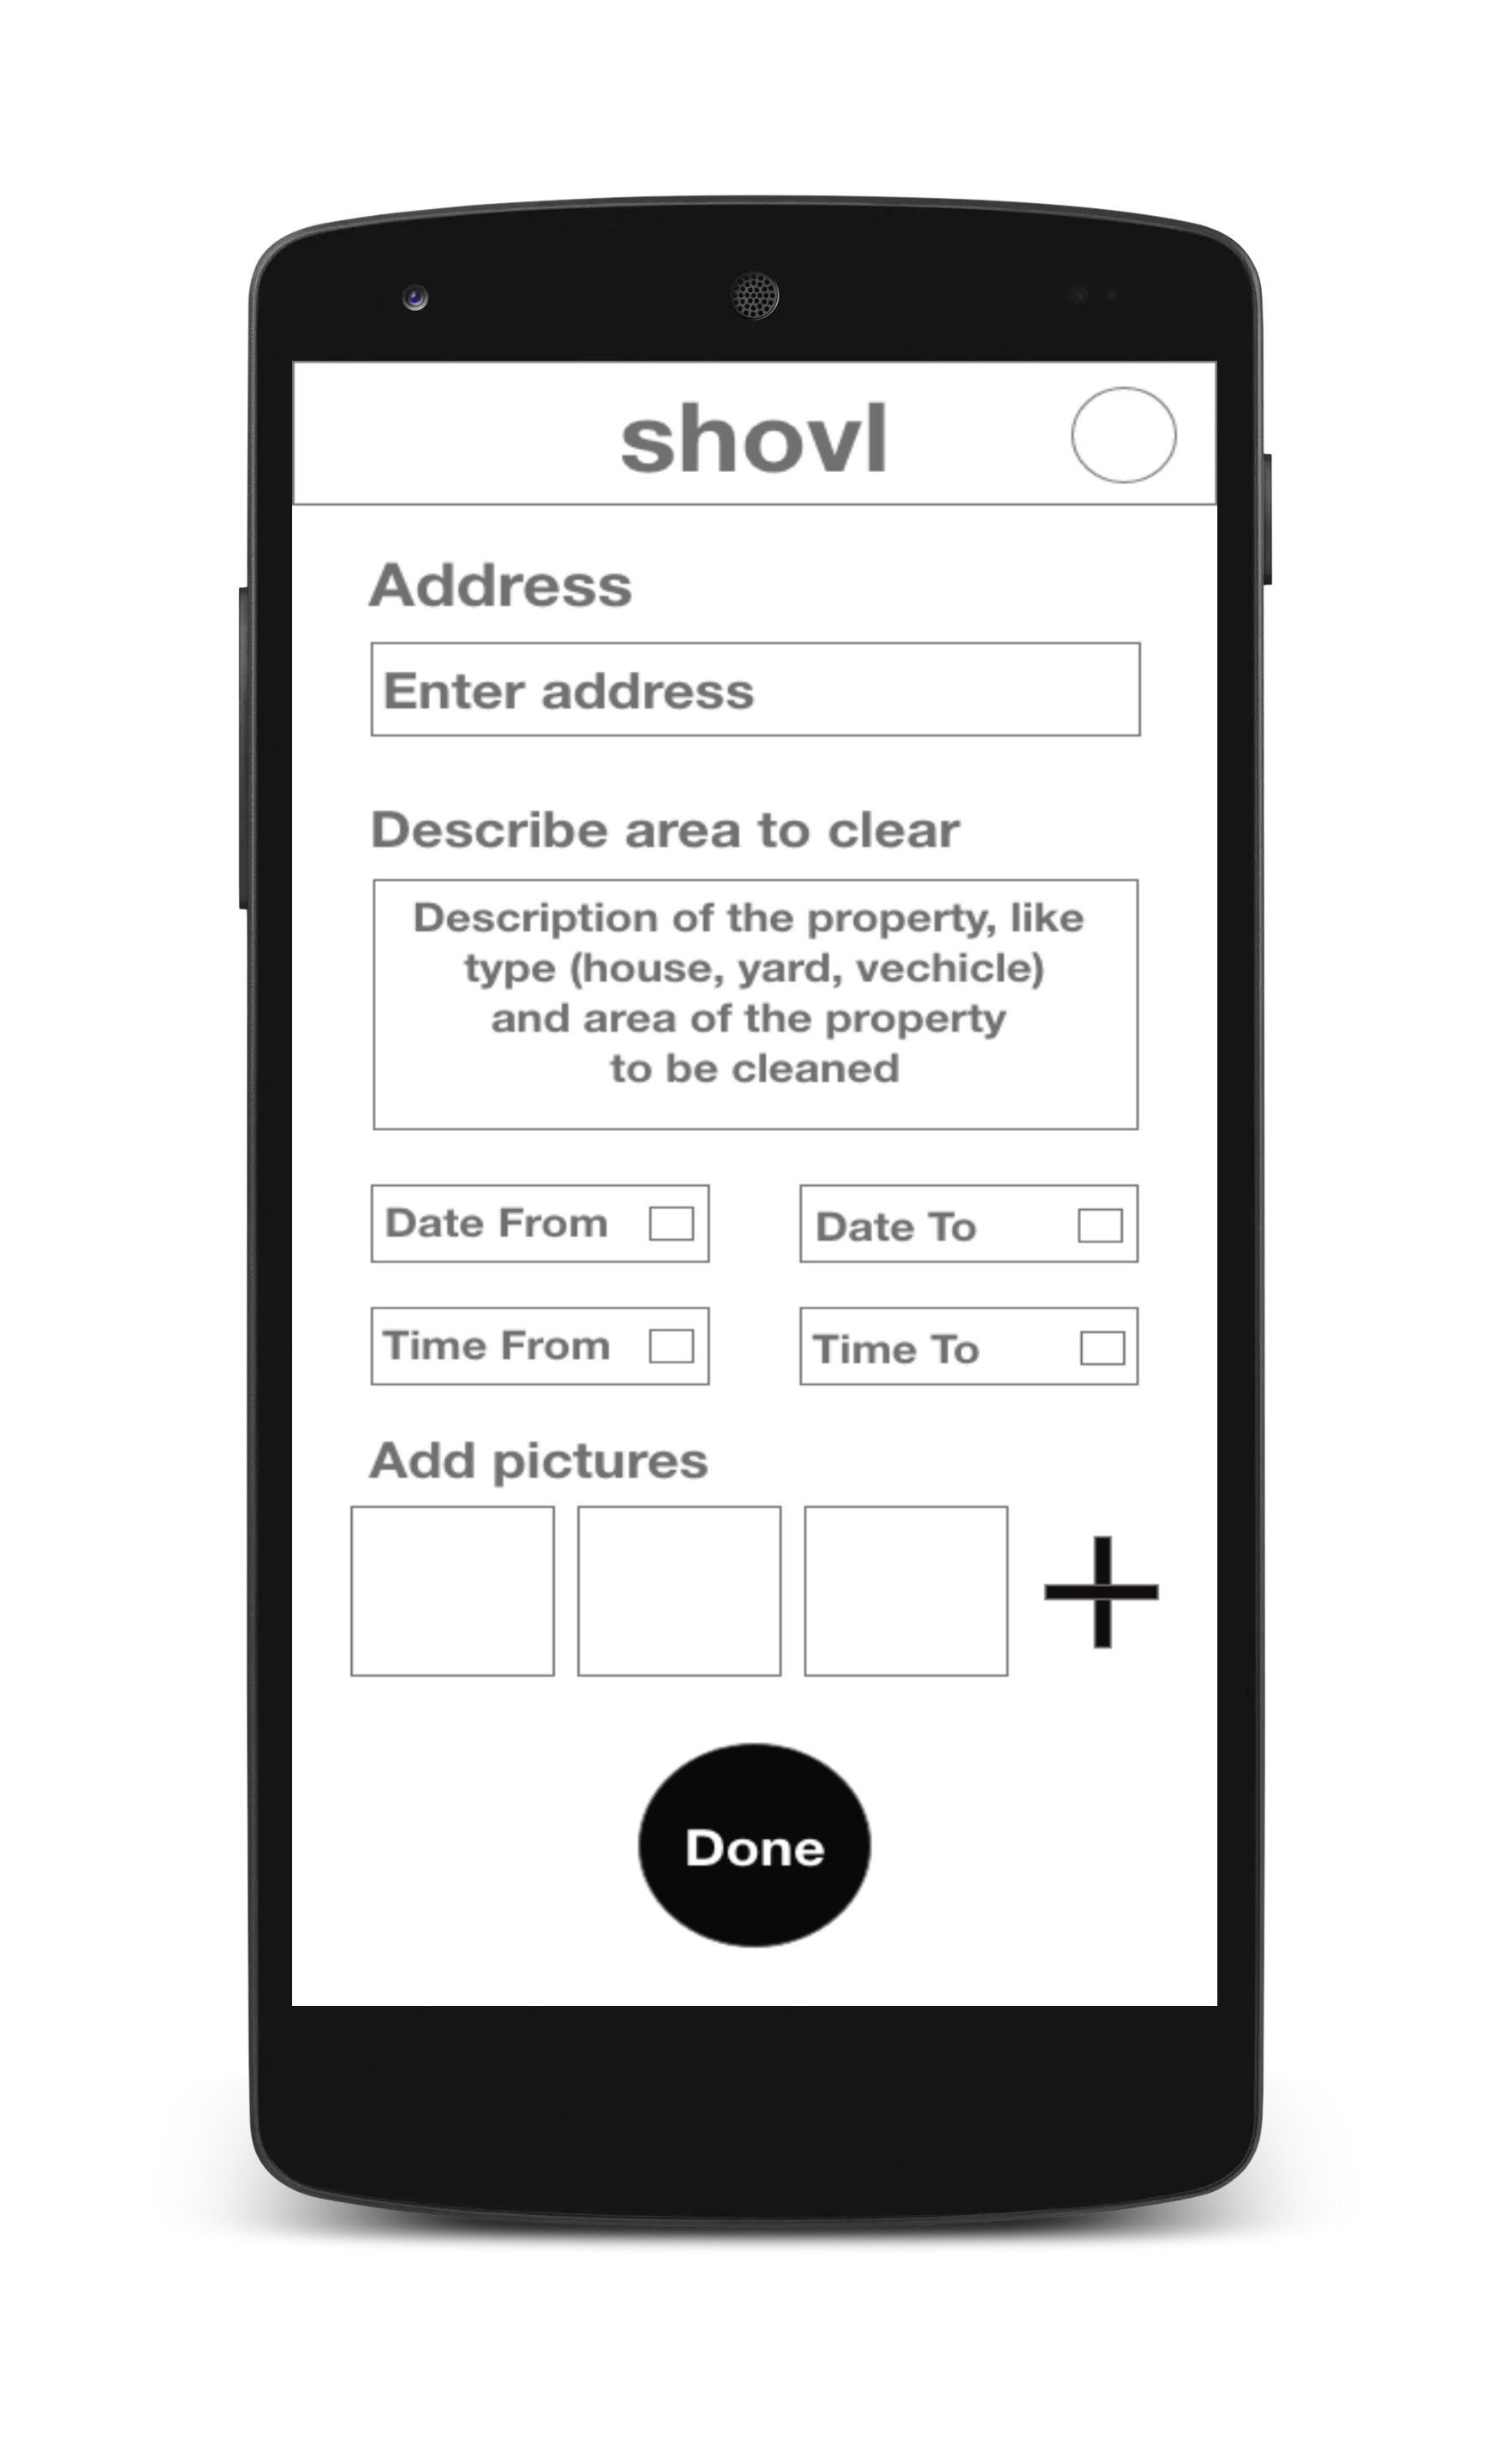 shovl
Address
Enter address
Describe area to clear
Description of the property, like
type (house, yard, vechicle)
and area of the property
to be cleaned
Date From
Date To
Time From
Time To
Add pictures
Done